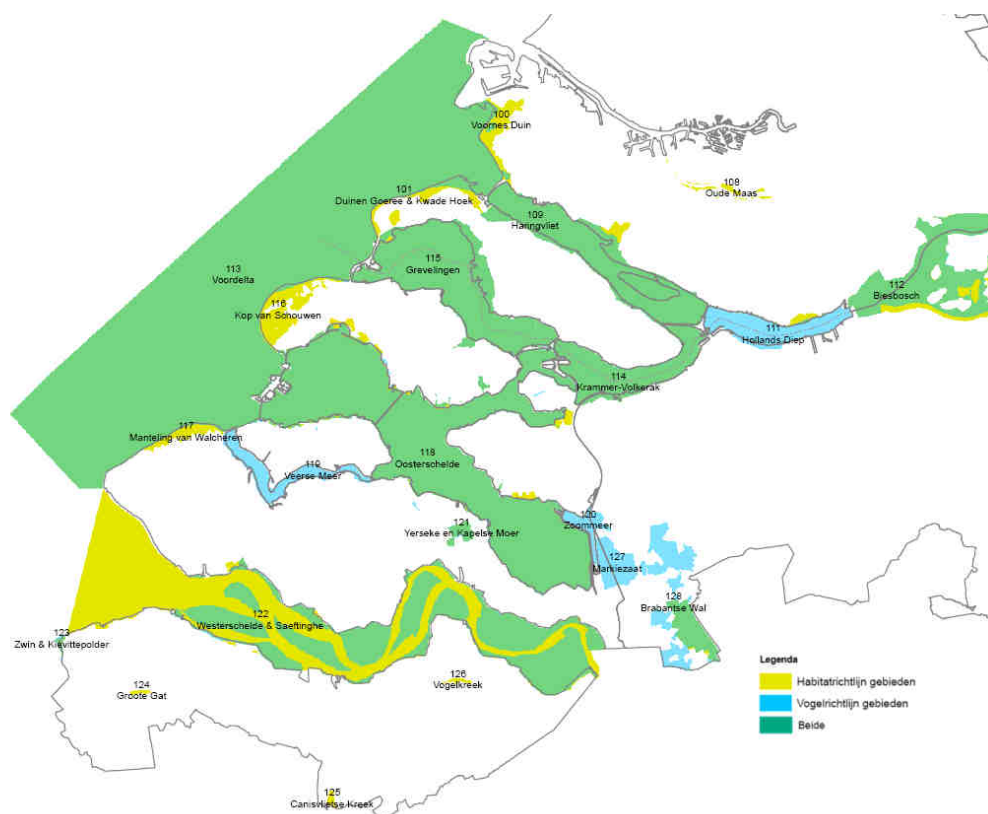 100
Voornes Duin
108
Oude Maas
101
Duinen Goeree & Kwade Hoek
109
Haringvliet
115
Grevelingen
113
Voordelta
112
Biesbosch
116
Kop van Schouwen
111
Hollands Diep
114
Krammer-Volkerak
117
Manteling van Walcheren
118
Oosterschelde
119
Veerse Meer
120
Zoommeer
121
Yerseke en Kapelse Moer
127
Markiezaat
128
Brabantse Wal
122
Westerschelde & Saeftinghe
123
Zwin & Kievittepolder
124
Groote Gat
126
Vogelkreek
125
Canisvlietse Kreek
Legenda
Habitatrichtlijn gebieden
Vogelrichtlijn gebieden
Beide